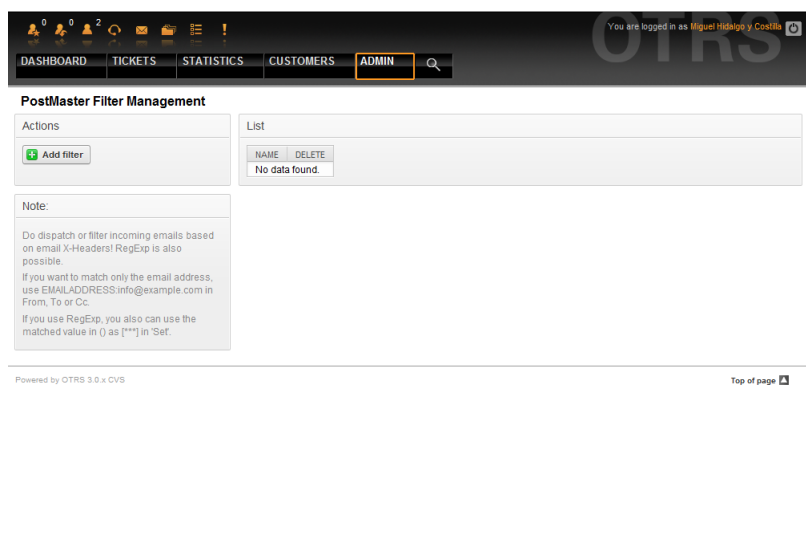 0 0 2
You are logged in as Miguel Hidalgo y Costilla
OTRS
DASHBOARD TICKETS STATISTICS CUSTOMERS ADMIN
PostMaster Filter Management
Actions
Add filter
List
NAME DELETE
No data found.
Note:
Do dispatch or filter incoming emails based
on email X-Headers! RegExp is also
possible.
If you want to match only the email address,
use EMAILADDRESS:info@example.com in
From, To or Cc.
If you use RegExp, you also can use the
matched value in () as [***] in 'Set'.
Powered by OTRS 3.0.x CVS
Top of page